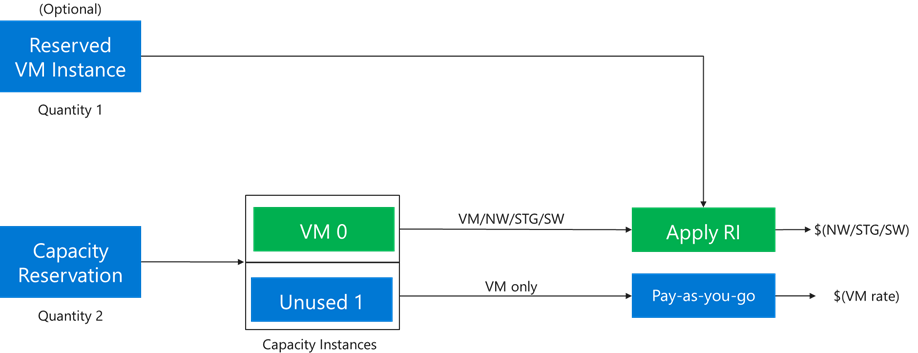 (Optional)
Reserved
VM Instance
Quantity 1
Capacity
Reservation
Quantity 2
VM 0
Unused 1
Capacity Instances
VM/NW/STG/SW
VM only
Apply RI
Pay-as-you-go
$(NW/STG/SW)
$(VM rate)